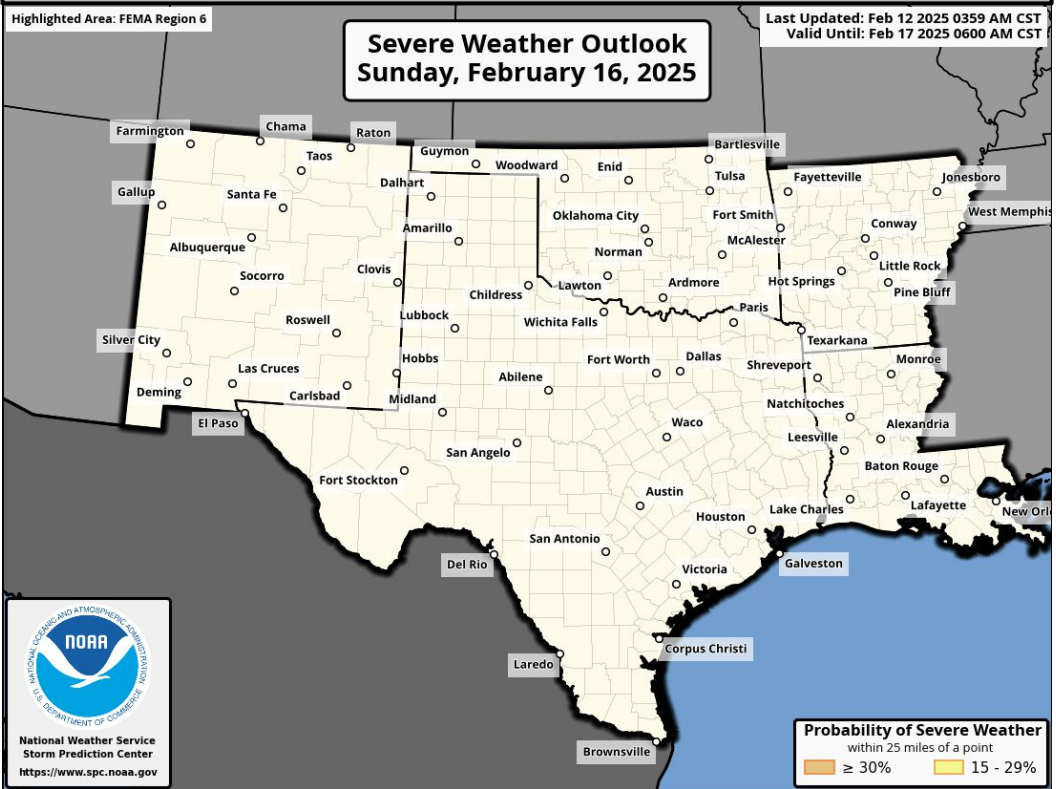 Highlighted Area: FEMA Region 6
Last Updated: Feb 12 2025 0359 AM CST
Valid Until: Feb 17 2025 0600 AM CST
Severe Weather Outlook
Sunday, February 16, 2025
Farmington
Chama
Raton
Taos
Guymon
Woodward
Enid
Bartlesville
Tulsa
Fayetteville
Jonesboro
Gallup
Santa Fe
Dalhart
Oklahoma City
Fort Smith
West Memphis
Albuquerque
Amarillo
Norman
McAlester
Conway
Socorro
Clovis
Childress
Lawton
Ardmore
Hot Springs
Little Rock
Pine Bluff
Roswell
Lubbock
Wichita Falls
Paris
Texarkana
Silver City
Las Cruces
Hobbs
Fort Worth
Dallas
Shreveport
Monroe
Deming
Carlsbad
Midland
Abilene
Natchitoches
El Paso
San Angelo
Waco
Leesville
Alexandria
Fort Stockton
Austin
Baton Rouge
Houston
Lake Charles
Lafayette
New Orl
Del Rio
San Antonio
Victoria
Galveston
Laredo
Corpus Christi
Brownsville
NATIONAL OCEANIC AND ATMOSPHERIC ADMINISTRATION
NOAA
U.S. DEPARTMENT OF COMMERCE
National Weather Service
Storm Prediction Center
https://www.spc.noaa.gov
Probability of Severe Weather
within 25 miles of a point
≥ 30%
15 - 29%